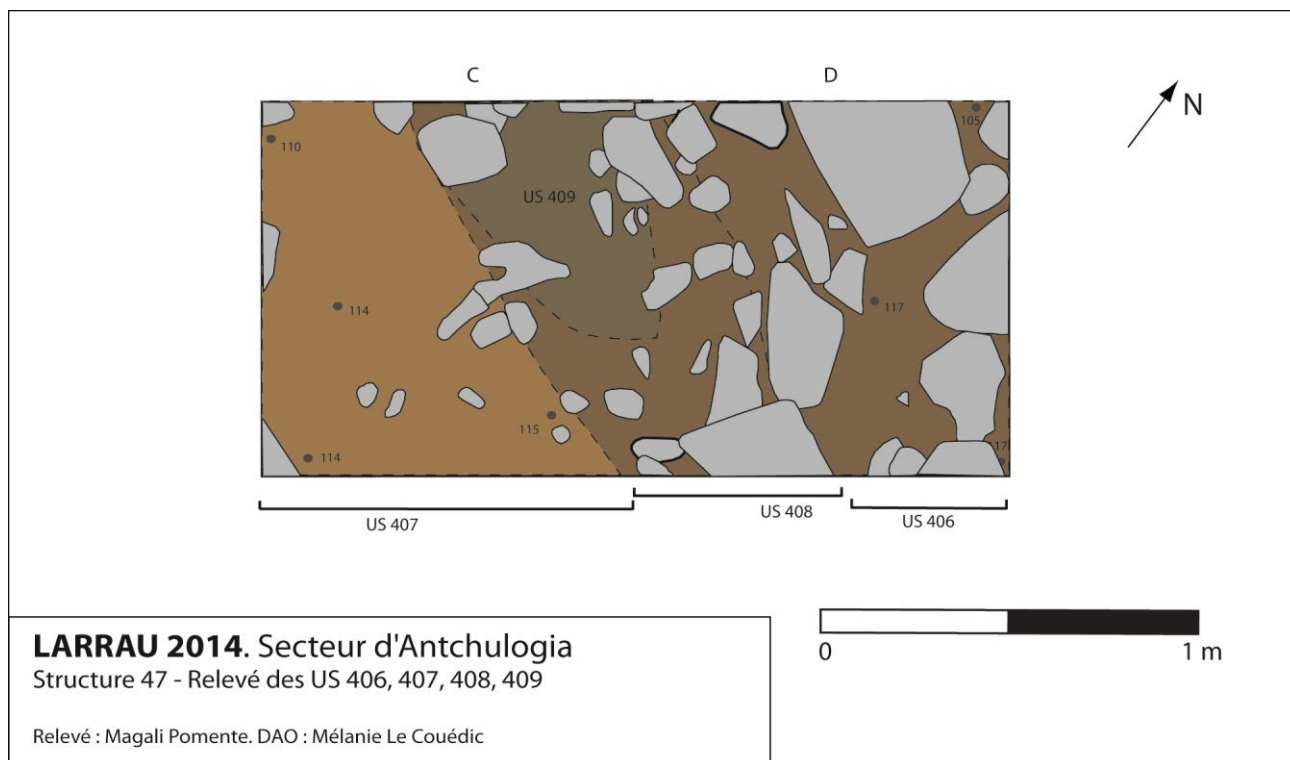 C D
N
105
110
US 409
114
117
115
114
17
US 407
US 408
US 406
0 1 m
LARRAU 2014. Secteur d'Antchulogia
Structure 47 - Relevé des US 406, 407, 408, 409
Relevé : Magali Pomente. DAO : Mélanie Le Couédic